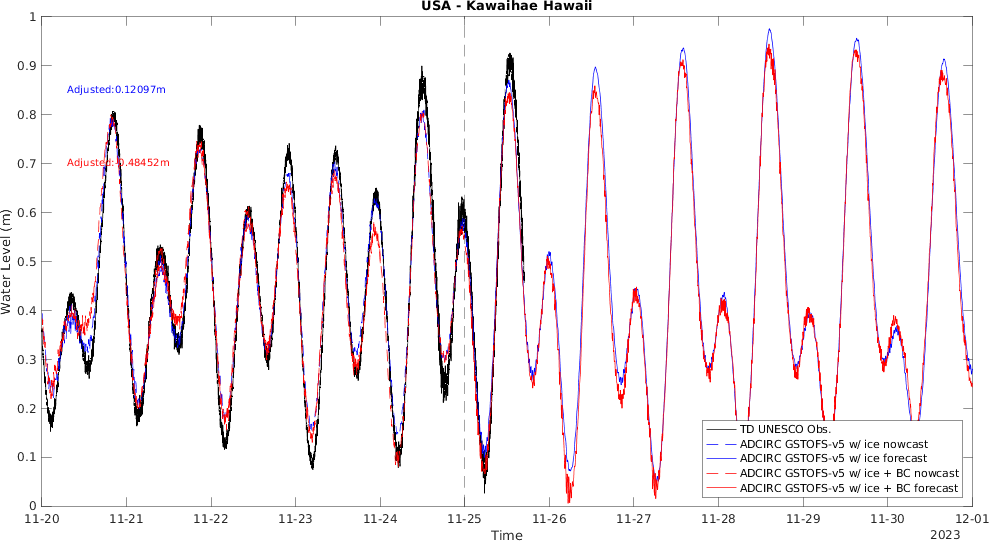 USA - Kawaihae Hawaii
1
0.9
0.8
0.7
0.6
0.5
0.4
0.3
0.2
0.1
0
Water Level (m)
Adjusted:0.12097m
Adjusted:-0.48452m
TD UNESCO Obs.
ADCIRC GSTOFS-v5 w/ ice nowcast
ADCIRC GSTOFS-v5 w/ ice forecast
ADCIRC GSTOFS-v5 w/ ice + BC nowcast
ADCIRC GSTOFS-v5 w/ ice + BC forecast
11-20 11-21 11-22 11-23 11-24 11-25 11-26 11-27 11-28 11-29 11-30 12-01
Time
2023